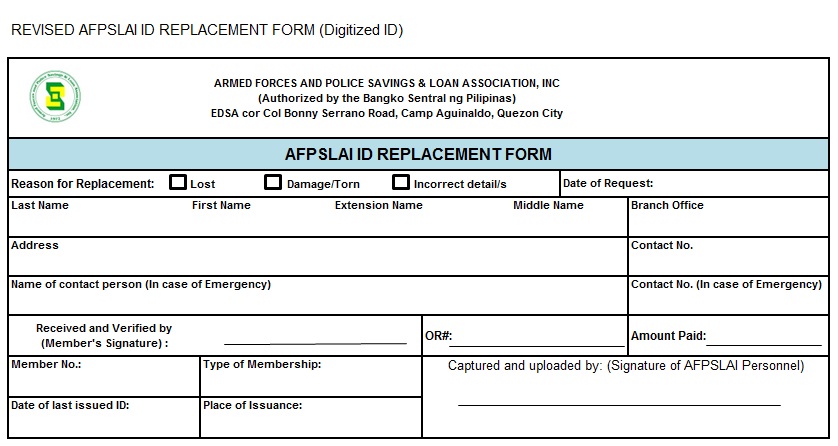 REVISED AFPSLAI ID REPLACEMENT FORM (Digitized ID)
ARMED FORCES AND POLICE SAVINGS & LOAN ASSOCIATION, INC
(Authorized by the Bangko Sentral ng Pilipinas)
EDSA cor Col Bonny Serrano Road, Camp Aguinaldo, Quezon City
AFPSLAI ID REPLACEMENT FORM
Reason for Replacement: Lost Damage/Torn Incorrect detail/s Date of Request:
Last Name First Name Extension Name Middle Name Branch Office
Address Contact No.
Name of contact person (In case of Emergency) Contact No. (In case of Emergency)
Received and Verified by
(Member's Signature) : OR#: Amount Paid:
Member No.: Type of Membership: Captured and uploaded by: (Signature of AFPSLAI Personnel)
Date of last issued ID: Place of Issuance: